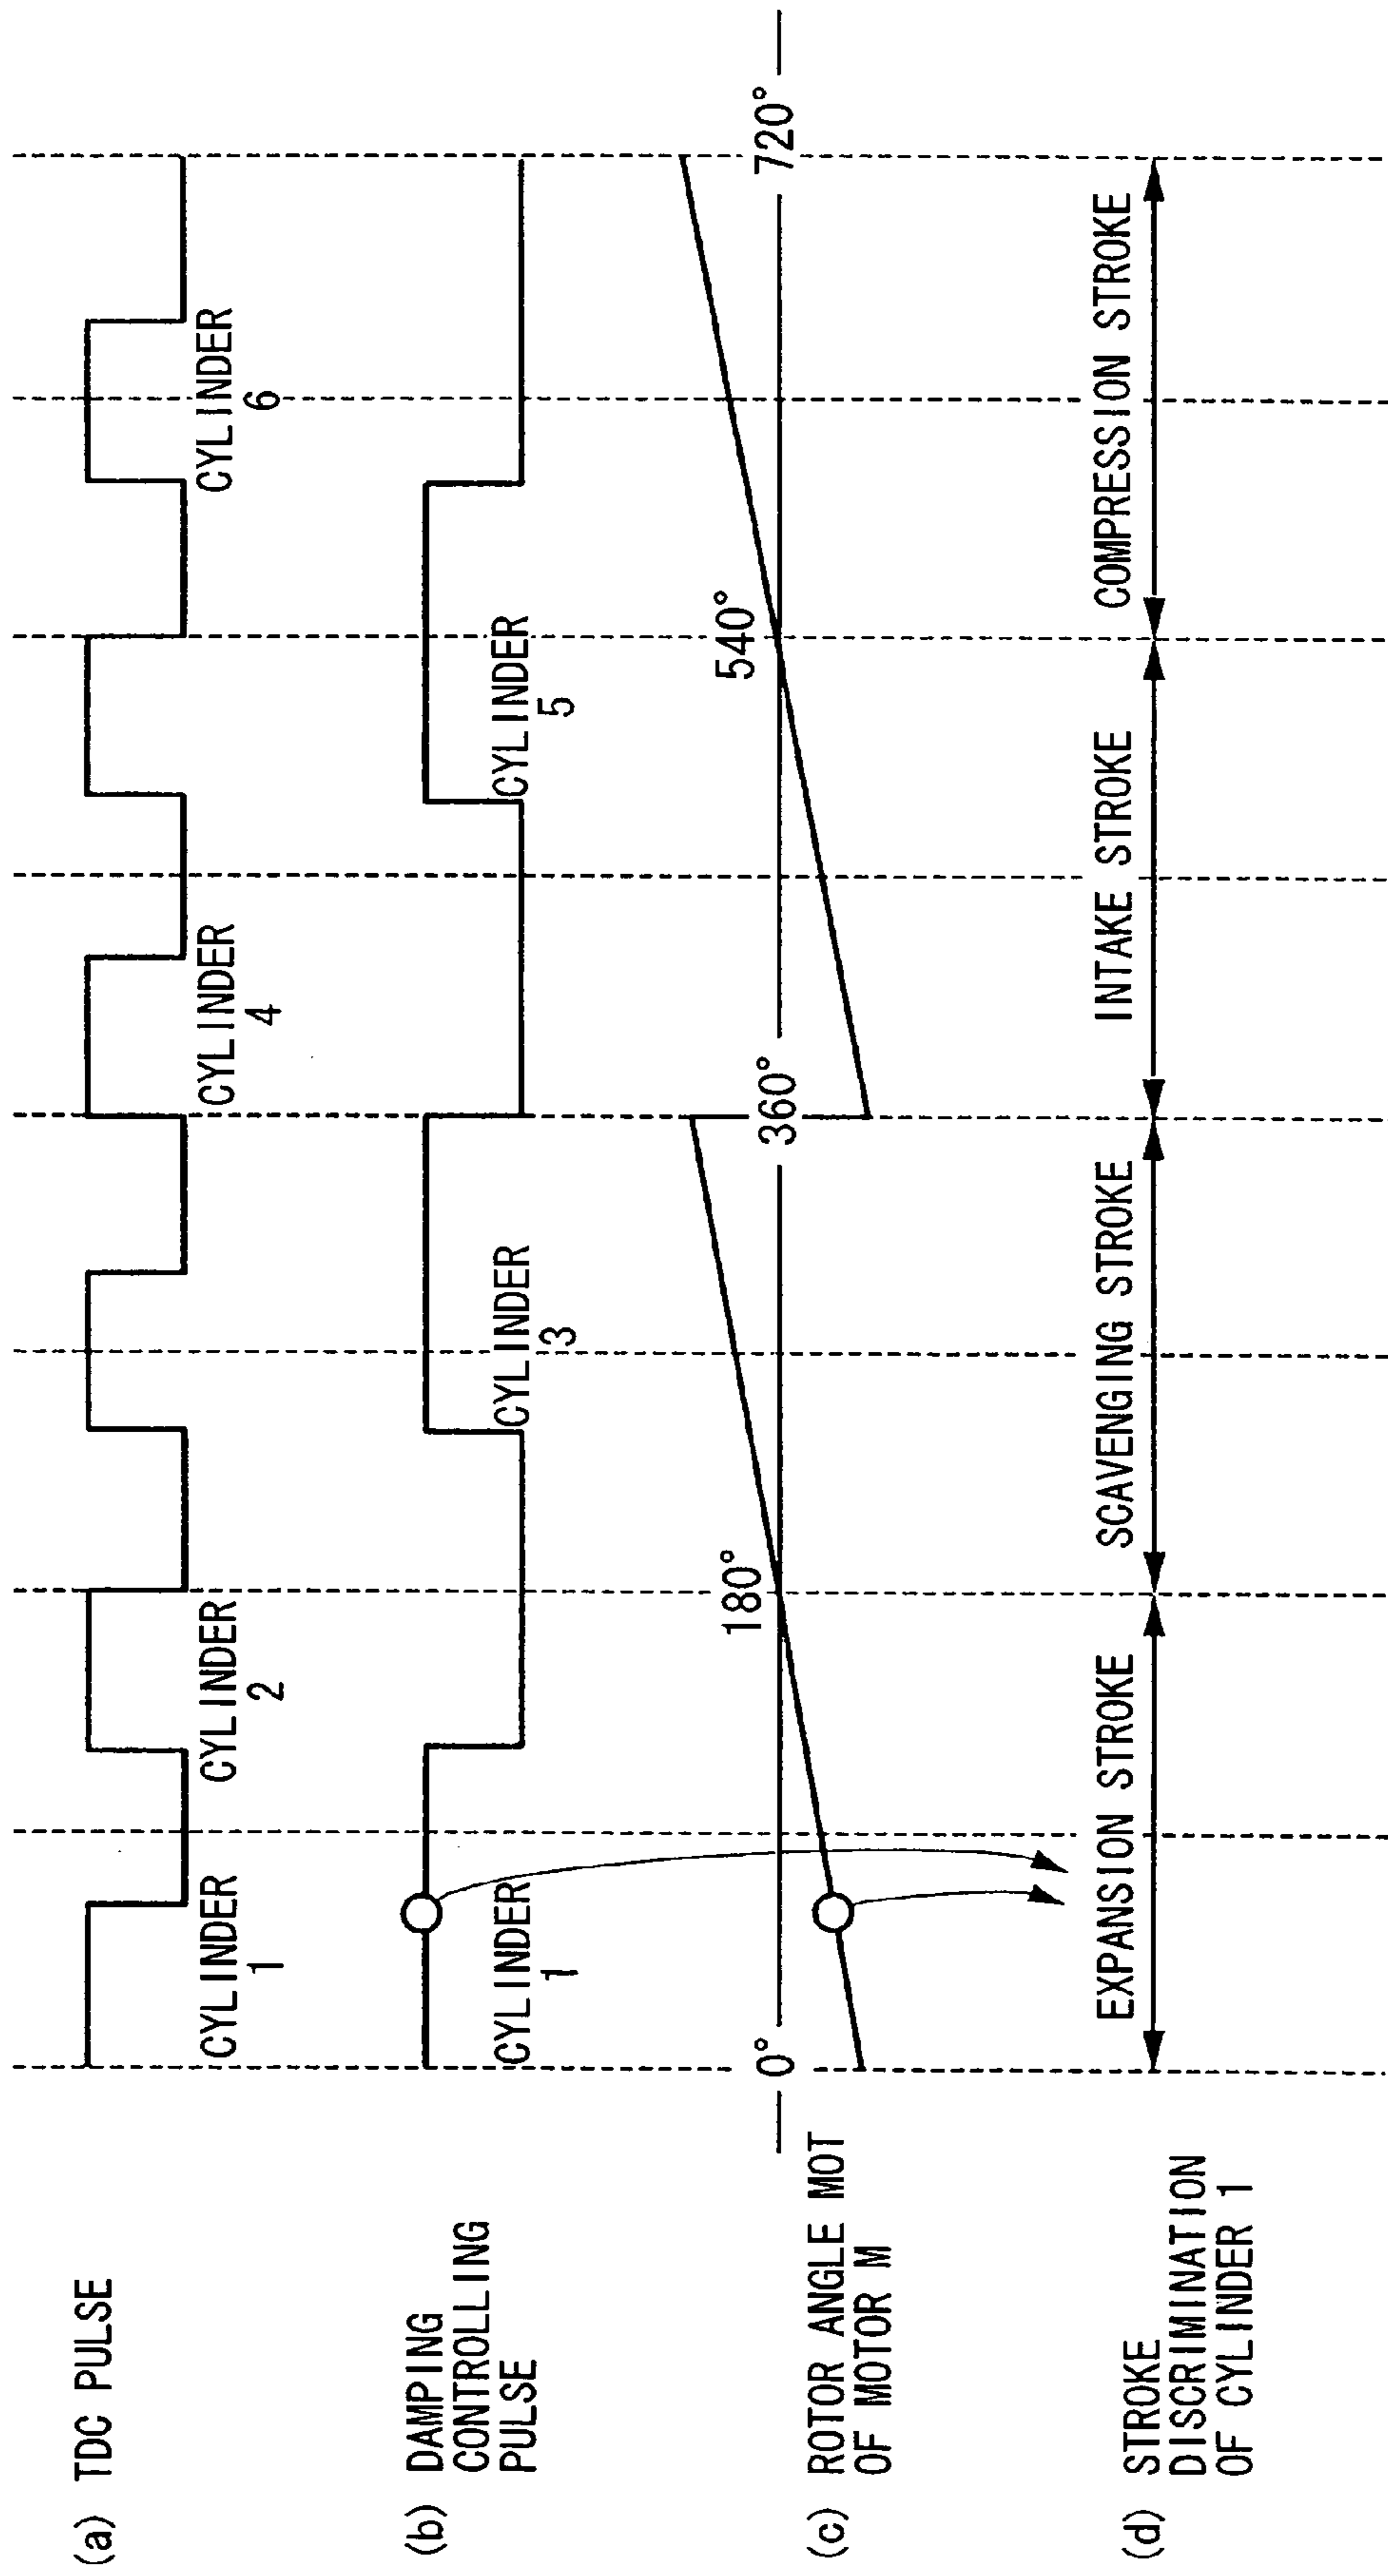 (a) TDC PULSE
CYLINDER
1
CYLINDER
2
CYLINDER
4
CYLINDER
6
(b) DAMPING
CONTROLLING
PULSE
CYLINDER
1
CYLINDER
3
CYLINDER
5
(c) ROTOR ANGLE MOT
OF MOTOR M
0°
180°
360°
540°
720°
(d) STROKE
DISCRIMINATION
OF CYLINDER 1
EXPANSION STROKE
SCAVENGING STROKE
INTAKE STROKE
COMPRESSION STROKE